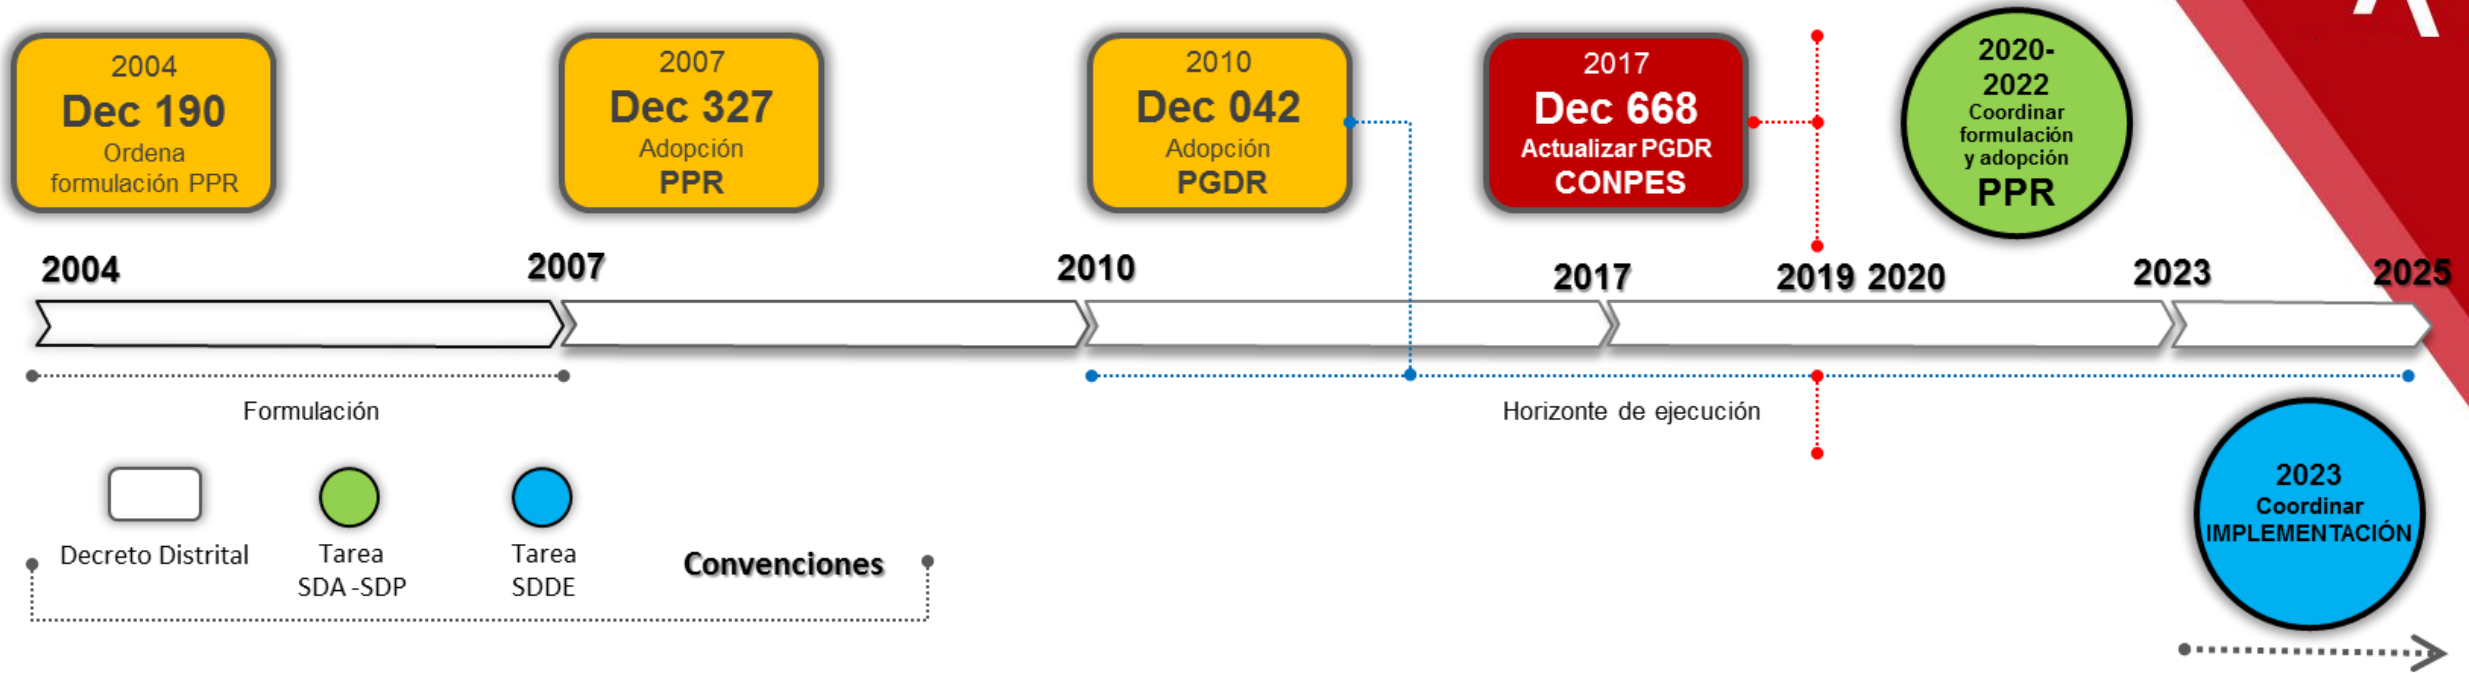 2004
Dec 190
Ordena
formulación PPR
2007
Dec 327
Adopción
PPR
2010
Dec 042
Adopción
PGDR
2017
Dec 668
Actualizar PGDR
CONPES
2020-
2022
Coordinar
formulación
y adopción
PPR
2004
2007
2010
2017
2019 2020
2023
2025
Formulación
Horizonte de ejecución
Decreto Distrital
Tarea
SDA -SDP
Tarea
SDDE
Convenciones
2023
Coordinar
IMPLEMENTACIÓN